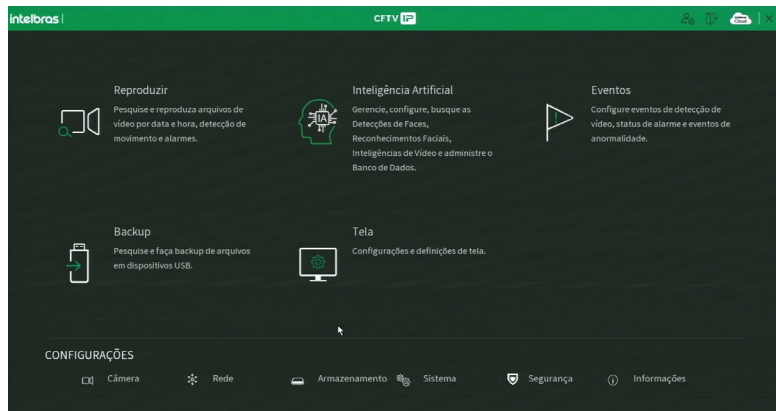 intelbras
CFTV IP
Cloud
Reproduzir
Pesquise e reproduza arquivos de
vídeo por data e hora, detecção de
movimento e alarmes.
IA
Inteligência Artificial
Gerencie, configure, busque as
Detecções de Faces,
Reconhecimentos Faciais,
Inteligências de Vídeo e administre o
Banco de Dados.
Eventos
Configure eventos de detecção de
vídeo, status de alarme e eventos de
anormalidade.
Backup
Pesquise e faça backup de arquivos
em dispositivos USB.
Tela
Configurações e definições de tela.
CONFIGURAÇÕES
Câmera Rede Armazenamento Sistema Segurança Informações